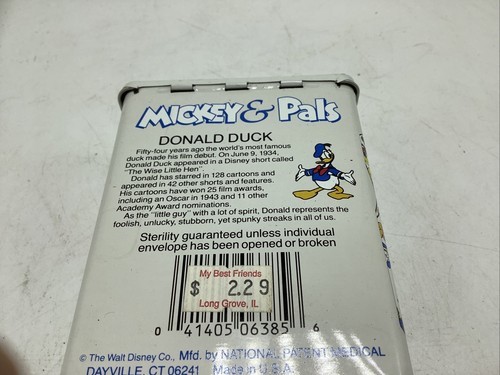 MICKEY & Pals
DONALD DUCK
Fifty-four years ago the world's most famous
duck made his film debut. On June 9, 1934,
Donald Duck appeared in a Disney short called
"The Wise Little Hen".
Donald has starred in 128 cartoons and
appeared in 42 other shorts and features.
His cartoons have won 25 film awards,
including an Oscar in 1943 and 11 other
Academy Award nominations.
As the "little guy" with a lot of spirit, Donald represents the
foolish, unlucky, stubborn, yet spunky streaks in all of us.
Sterility guaranteed unless individual
envelope has been opened or broken
My Best Friends
$ 2.29
Long Grove, IL
0 41405 06385 6
© The Walt Disney Co., Mfd. by NATIONAL PATENT MEDICAL
DAYVILLE, CT 06241 Made in U.S.A.